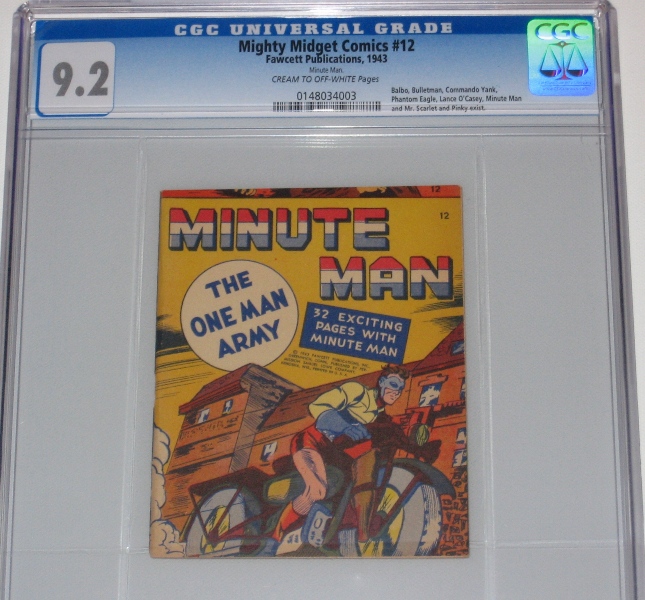 CGC UNIVERSAL GRADE
9.2
Mighty Midget Comics #12
Fawcett Publications, 1943
Minute Man.
CREAM TO OFF-WHITE Pages
0148034003
Balbo, Bulletman, Commando Yank,
Phantom Eagle, Lance O'Casey, Minute Man
and Mr. Scarlet and Pinky exist.
CGC
12
12
MINUTE
MAN
THE
ONE MAN
ARMY
32 EXCITING
PAGES WITH
MINUTE MAN